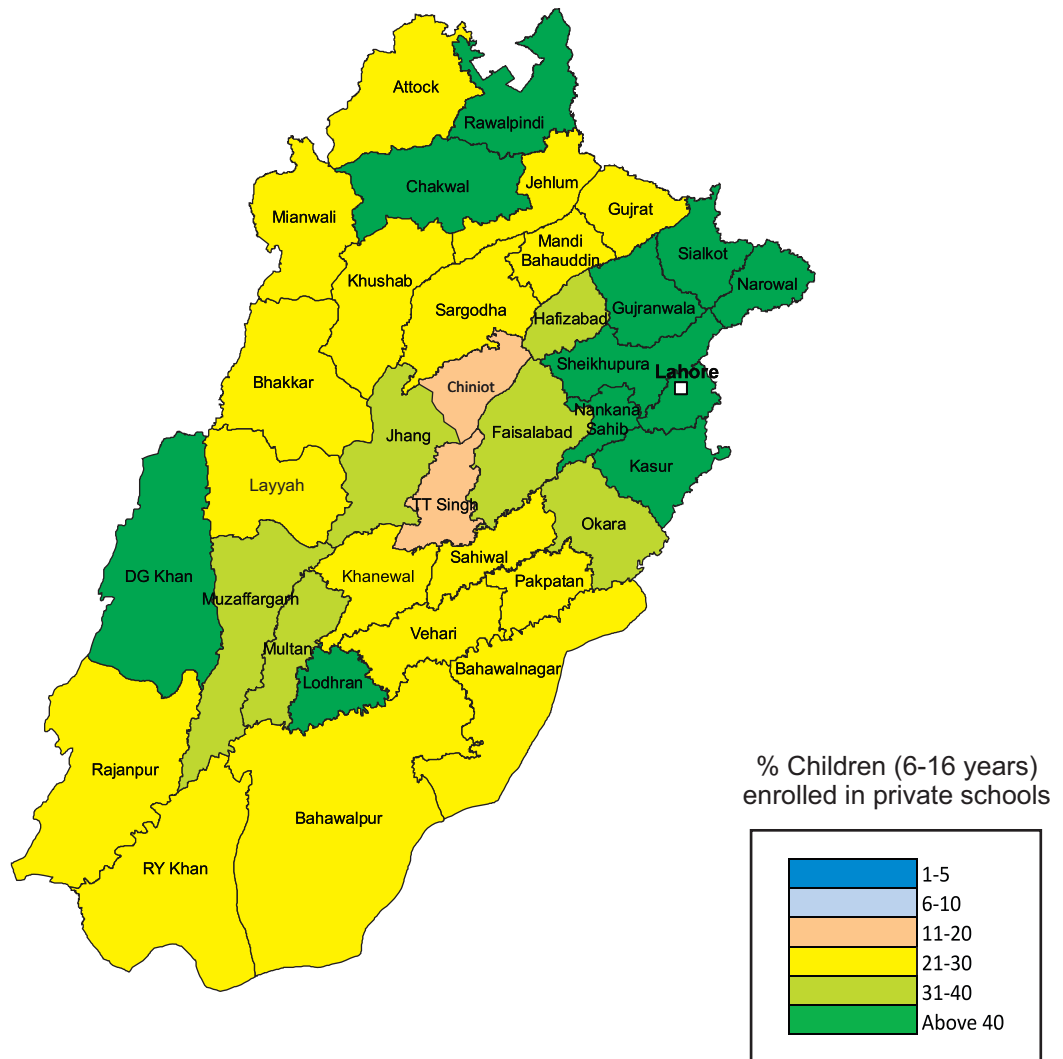 Attock
Rawalpindi
Chakwal
Jehlum
Mianwali
Gujrat
Mandi
Bahauddin
Sialkot
Khushab
Narowal
Sargodha
Gujranwala
Hafizabad
Sheikhupura
Lahore
Bhakkar
Chiniot
Nankana
Sahib
Jhang
Faisalabad
Kasur
Layyah
TT Singh
Okara
Sahiwal
DG Khan
Khanewal
Pakpatan
Muzaffargarh
Vehari
Multan
Bahawalnagar
Lodhran
Rajanpur
Bahawalpur
RY Khan
% Children (6-16 years)
enrolled in private schools
1-5
6-10
11-20
21-30
31-40
Above 40